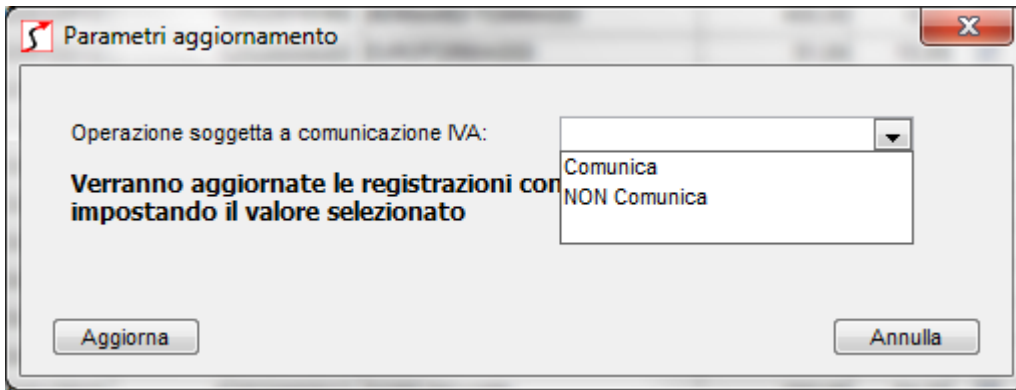 Parametri aggiornamento
Operazione soggetta a comunicazione IVA:
Comunica
Verranno aggiornate le registrazioni con
NON Comunica
impostando il valore selezionato
Aggiorna
Annulla